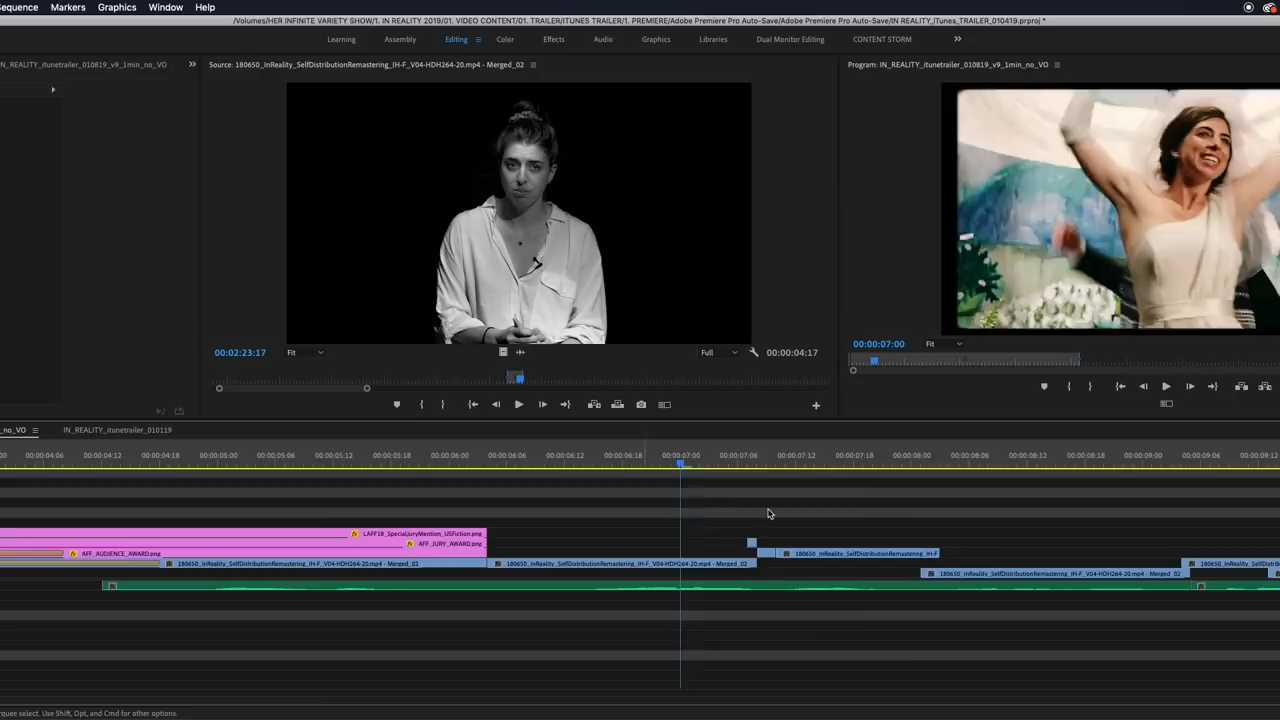 Sequence Markers Graphics Window Help
/Volumes/HER INFINITE VARIETY SHOW/1. IN REALITY 2019/01. VIDEO CONTENT/01. TRAILER/ITUNES TRAILER/1. PREMIERE/Adobe Premiere Pro Auto-Save/Adobe Premiere Pro Auto-Save/IN REALITY_iTunes_TRAILER_010419.prproj *
Learning Assembly Editing Color Effects Audio Graphics Libraries Dual Monitor Editing CONTENT STORM
IN_REALITY_itunetrailer_010819_v9_1min_no_VO
Source: 180650_InReality_SelfDistributionRemastering_IH-F_V04-HDH264-20.mp4 - Merged_02
Program: IN_REALITY_itunetrailer_010819_v9_1min_no_VO
00:00:07:00 Fit
00:02:23:17 Fit Full 00:00:04:17
_no_VO IN_REALITY_itunetrailer_010119
00:00:04:06 00:00:04:12 00:00:04:18 00:00:05:00 00:00:05:06 00:00:05:12 00:00:05:18 00:00:06:00 00:00:06:06 00:00:06:12 00:00:06:18 00:00:07:00 00:00:07:06 00:00:07:12 00:00:07:18 00:00:08:00 00:00:08:06 00:00:08:12 00:00:08:18 00:00:09:00 00:00:09:06 00:00:09:12
fx LAFF18_SpecialJuryMention_USFiction.png
fx AFF_JURY_AWARD.png
fx AFF_AUDIENCE_AWARD.png
180650_InReality_SelfDistributionRemastering_IH-F
180650_InReality_SelfDistributionRemastering_IH-F_V04-HDH264-20.mp4 - Merged_02
180650_InReality_SelfDistributionRemastering_IH-F_V04-HDH264-20.mp4 - Merged_02
180650_InReality_SelfDistrib
180650_InReality_SelfDistributionRemastering_IH-F_V04-HDH264-20.mp4 - Merged_02
rquee select. Use Shift, Opt, and Cmd for other options